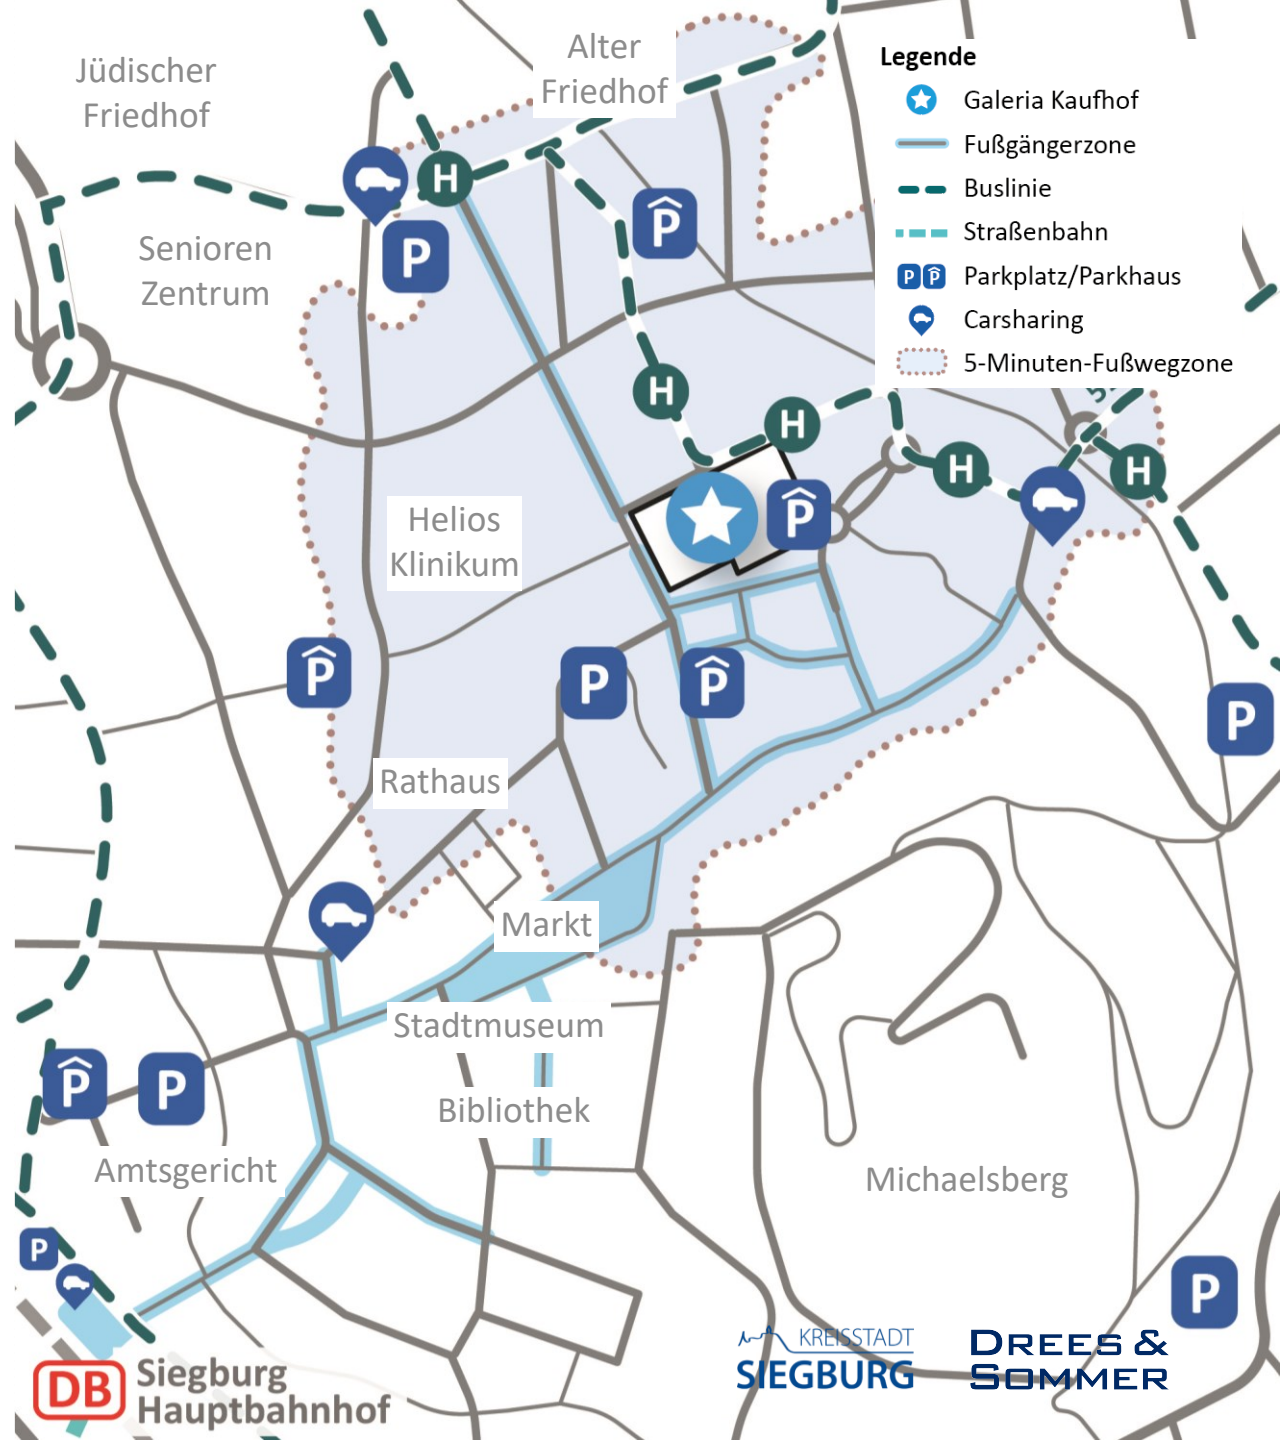 Alter
Friedhof
Jüdischer
Friedhof
Legende
Galeria Kaufhof
Fußgängerzone
Buslinie
Straßenbahn
P P Parkplatz/Parkhaus
Carsharing
5-Minuten-Fußwegzone
H
P
P
Senioren
Zentrum
H
H
H
H
P
Helios
Klinikum
P
P
P
P
Rathaus
Markt
Stadtmuseum
P
P
Bibliothek
Amtsgericht
Michaelsberg
P
P
KREISSTADT
SIEGBURG
DREES &
SOMMER
DB
Siegburg
Hauptbahnhof